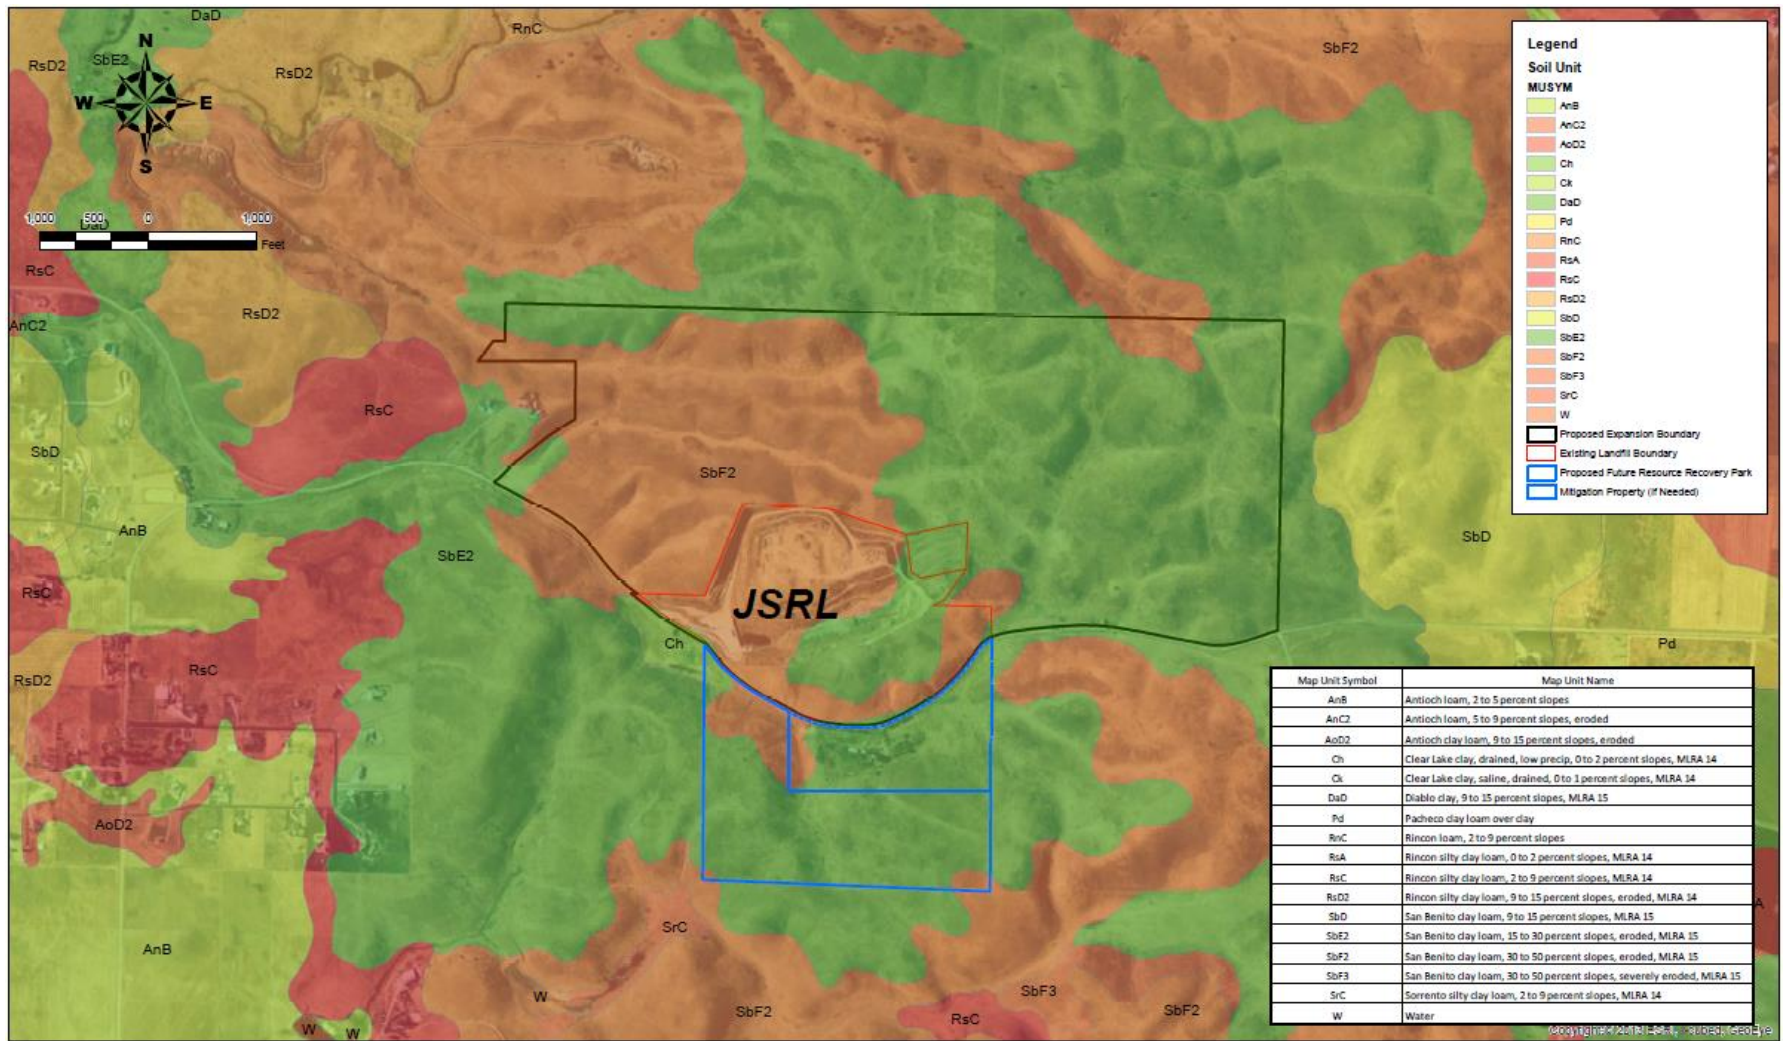 DaD
RnC
SbF2
N
SbE2
RsD2
RsD2
W
E
S
1,000 500 0 1,000
DaD
Feet
RsC
RsD2
AnC2
RsC
SbD
SbF2
AnB
SbE2
SbD
RsC
JSRL
Ch
Pd
RsC
RsD2
AoD2
SrC
AnB
W
SbF3
SbF2
SbF2
RsC
W
W
A
Legend
Soil Unit
MUSYM
AnB
AnC2
AoD2
Ch
Ck
DaD
Pd
RnC
RsA
RsC
RsD2
SbD
SbE2
SbF2
SbF3
SrC
W
Proposed Expansion Boundary
Existing Landfill Boundary
Proposed Future Resource Recovery Park
Mitigation Property (If Needed)
Map Unit Symbol Map Unit Name
AnB Antioch loam, 2 to 5 percent slopes
AnC2 Antioch loam, 5 to 9 percent slopes, eroded
AoD2 Antioch clay loam, 9 to 15 percent slopes, eroded
Ch Clear Lake clay, drained, low precip, 0 to 2 percent slopes, MLRA 14
Ck Clear Lake clay, saline, drained, 0 to 1 percent slopes, MLRA 14
DaD Diablo clay, 9 to 15 percent slopes, MLRA 15
Pd Pacheco clay loam over clay
RnC Rincon loam, 2 to 9 percent slopes
RsA Rincon silty clay loam, 0 to 2 percent slopes, MLRA 14
RsC Rincon silty clay loam, 2 to 9 percent slopes, MLRA 14
RsD2 Rincon silty clay loam, 9 to 15 percent slopes, eroded, MLRA 14
SbD San Benito clay loam, 9 to 15 percent slopes, MLRA 15
SbE2 San Benito clay loam, 15 to 30 percent slopes, eroded, MLRA 15
SbF2 San Benito clay loam, 30 to 50 percent slopes, eroded, MLRA 15
SbF3 San Benito clay loam, 30 to 50 percent slopes, severely eroded, MLRA 15
SrC Sorrento silty clay loam, 2 to 9 percent slopes, MLRA 14
W Water